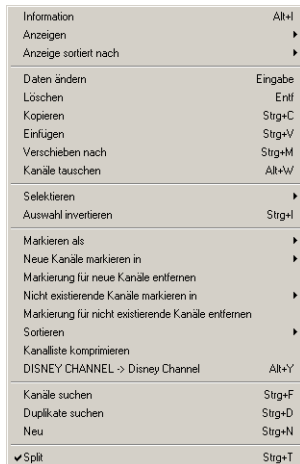 Information Alt+I
Anzeigen
Anzeige sortiert nach
Daten ändern Eingabe
Löschen Entf
Kopieren Strg+C
Einfügen Strg+V
Verschieben nach Strg+M
Kanäle tauschen Alt+W
Selektieren
Auswahl invertieren Strg+I
Markieren als
Neue Kanäle markieren in
Markierung für neue Kanäle entfernen
Nicht existierende Kanäle markieren in
Markierung für nicht existierende Kanäle entfernen
Sortieren
Kanalliste komprimieren
DISNEY CHANNEL -> Disney Channel Alt+Y
Kanäle suchen Strg+F
Duplikate suchen Strg+D
Neu Strg+N
Split Strg+T